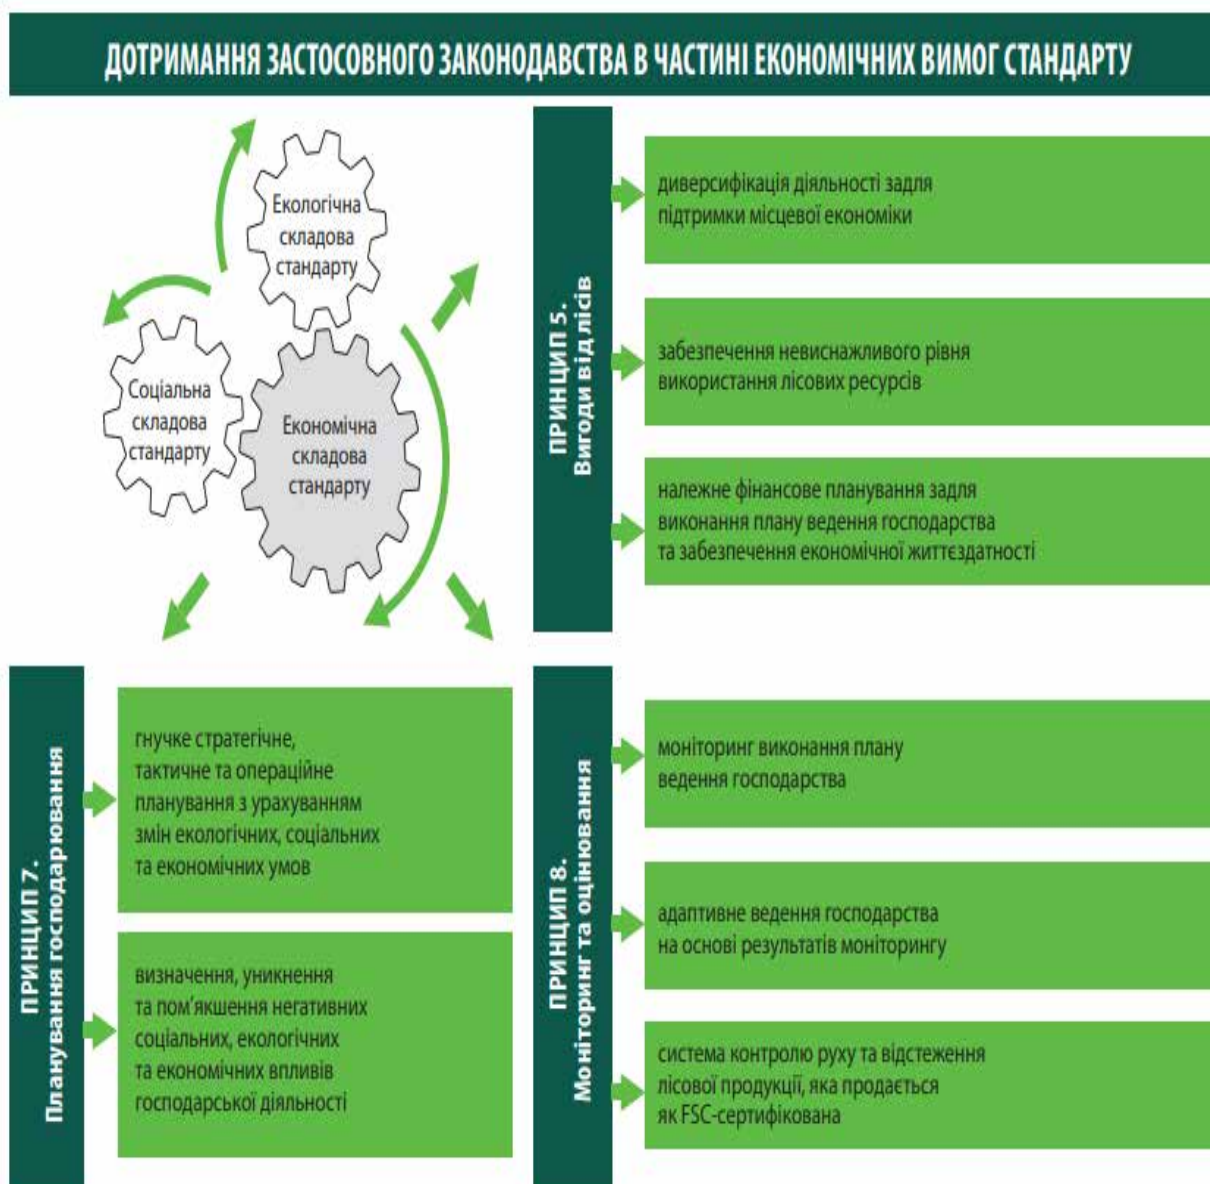 ДОТРИМАННЯ ЗАСТОСОВНОГО ЗАКОНОДАВСТВА В ЧАСТИНІ ЕКОНОМІЧНИХ ВИМОГ СТАНДАРТУ
Екологічна
складова
стандарту
Соціальна
складова
стандарту
Економічна
складова
стандарту
ПРИНЦИП 5.
Вигоди від лісів
диверсифікація діяльності задля
підтримки місцевої економіки
забезпечення невиснажливого рівня
використання лісових ресурсів
належне фінансове планування задля
виконання плану ведення господарства
та забезпечення економічної життєздатності
ПРИНЦИП 7.
Планування господарювання
гнучке стратегічне,
тактичне та операційне
планування з урахуванням
змін екологічних, соціальних
та економічних умов
визначення, уникнення
та пом’якшення негативних
соціальних, екологічних
та економічних впливів
господарської діяльності
ПРИНЦИП 8.
Моніторинг та оцінювання
моніторинг виконання плану
ведення господарства
адаптивне ведення господарства
на основі результатів моніторингу
система контролю руху та відстеження
лісової продукції, яка продається
як FSC-сертифікована